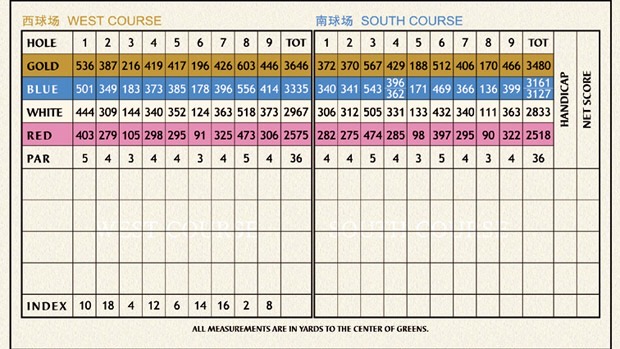 西球场 WEST COURSE 南球场 SOUTH COURSE
HOLE 1 2 3 4 5 6 7 8 9 TOT 1 2 3 4 5 6 7 8 9 TOT HANDICAP NET SCORE
GOLD 536 387 216 419 417 196 426 603 446 3646 372 370 567 429 188 512 406 170 466 3480
BLUE 501 349 183 373 385 178 396 556 414 3335 340 341 543 396 362 171 469 366 136 399 3161 3127
WHITE 444 309 144 340 352 124 363 518 373 2967 306 312 505 331 133 432 340 111 363 2833
RED 403 279 105 298 295 91 325 473 306 2575 282 275 474 285 98 397 295 90 322 2518
PAR 5 4 3 4 4 3 4 5 4 36 4 4 5 4 3 5 4 3 4 36
WEST COURSE SOUTH COURSE
INDEX 10 18 4 12 6 14 16 2 8
ALL MEASUREMENTS ARE IN YARDS TO THE CENTER OF GREENS.